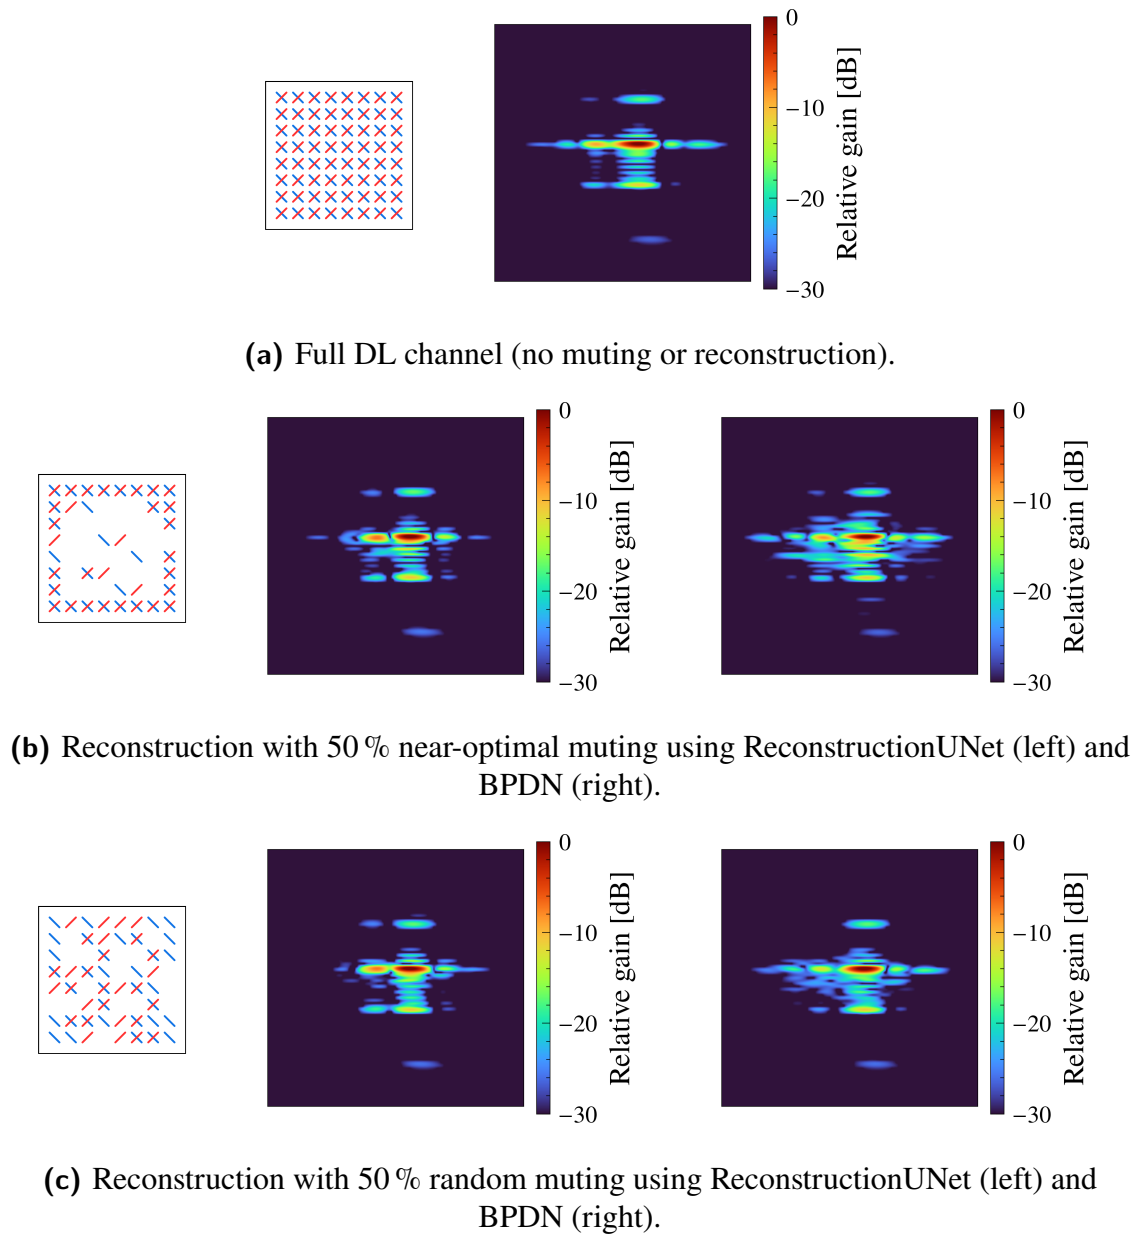 0
−10
−20
−30
Relative gain [dB]
(a) Full DL channel (no muting or reconstruction).
0
−10
−20
−30
Relative gain [dB]
0
−10
−20
−30
Relative gain [dB]
(b) Reconstruction with 50 % near-optimal muting using ReconstructionUNet (left) and
BPDN (right).
0
−10
−20
−30
Relative gain [dB]
0
−10
−20
−30
Relative gain [dB]
(c) Reconstruction with 50 % random muting using ReconstructionUNet (left) and
BPDN (right).